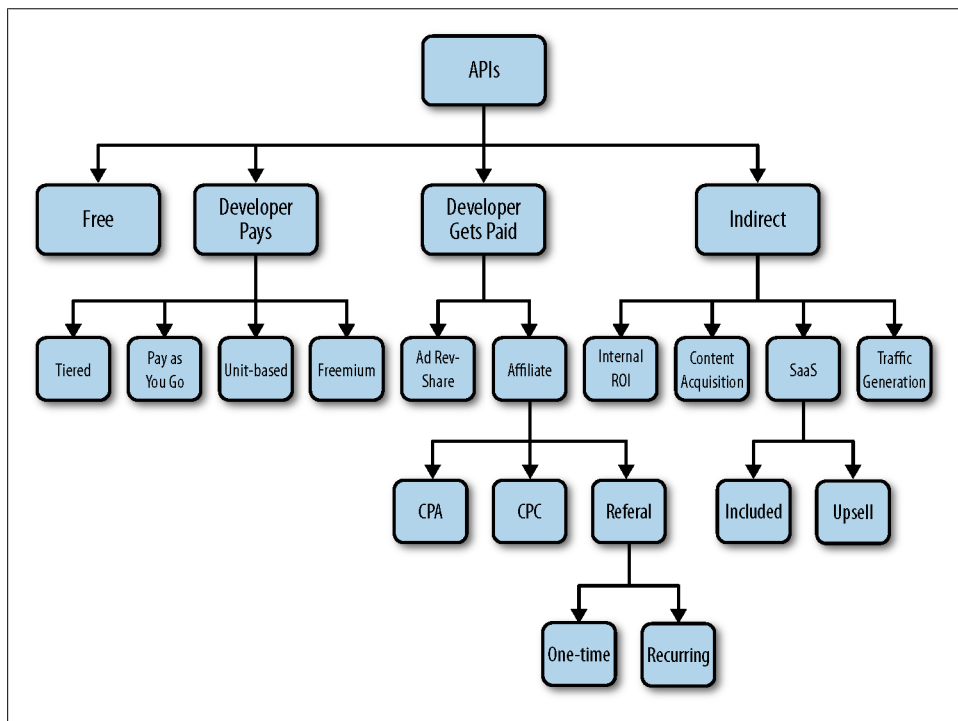 APIs
Free
Developer
Pays
Developer
Gets Paid
Indirect
Tiered
Pay as
You Go
Unit-based
Freemium
Ad Rev-
Share
Affiliate
Internal
ROI
Content
Acquisition
SaaS
Traffic
Generation
CPA
CPC
Referal
Included
Upsell
One-time
Recurring